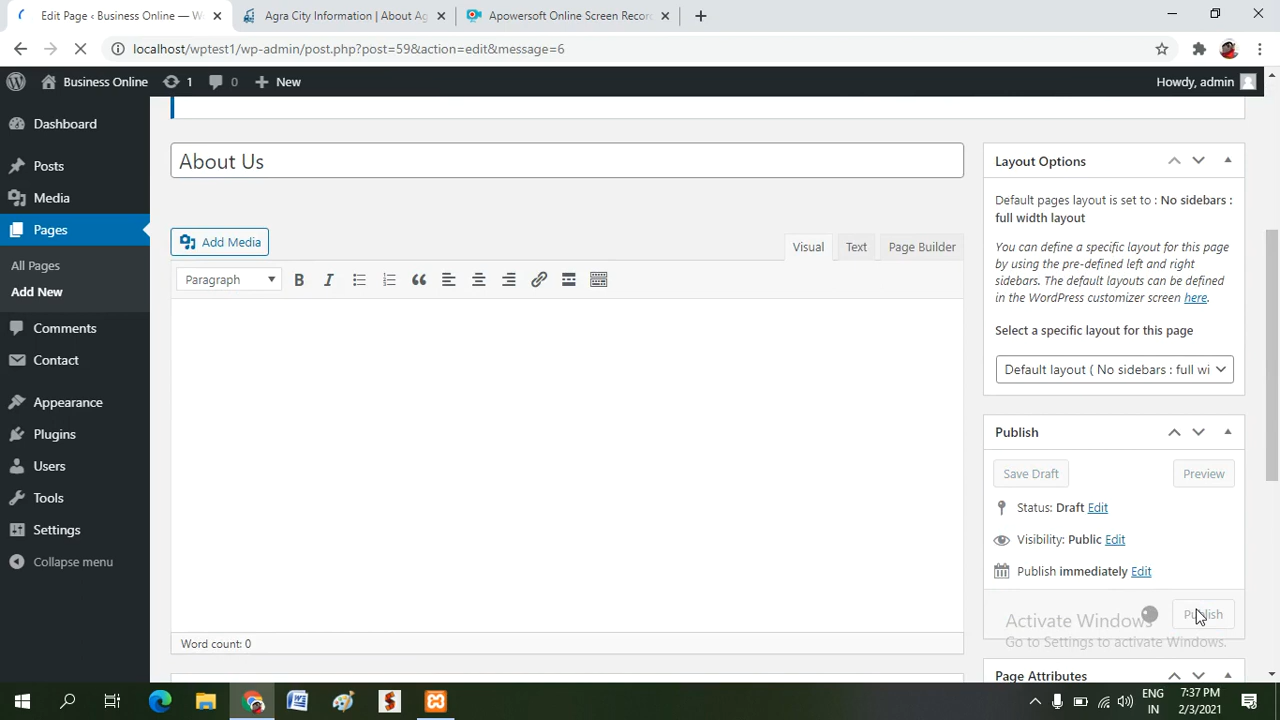 Edit Page ‹ Business Online — W
Agra City Information | About Ag
Apowersoft Online Screen Recor
localhost/wptest1/wp-admin/post.php?post=59&action=edit&message=6
Business Online
1
0
New
Howdy, admin
Dashboard
Posts
Media
Pages
All Pages
Add New
Comments
Contact
Appearance
Plugins
Users
Tools
Settings
Collapse menu
About Us
Add Media
Visual
Text
Page Builder
Paragraph
B
I
Word count: 0
Layout Options
Default pages layout is set to : No sidebars :
full width layout
You can define a specific layout for this page
by using the pre-defined left and right
sidebars. The default layouts can be defined
in the WordPress customizer screen here.
Select a specific layout for this page
Default layout ( No sidebars : full wi
Publish
Save Draft
Preview
Status: Draft Edit
Visibility: Public Edit
Publish immediately Edit
Publish
Activate Windows
Go to Settings to activate Windows.
Page Attributes
ENG
IN
7:37 PM
2/3/2021